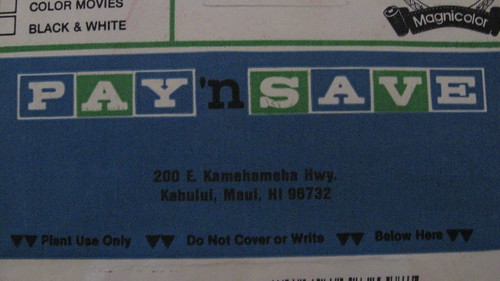 COLOR MOVIES
BLACK & WHITE
Magnicolor
PAY 'n SAVE
200 E. Kamehameha Hwy.
Kahului, Maui, HI 96732
Plant Use Only Do Not Cover or Write Below Here